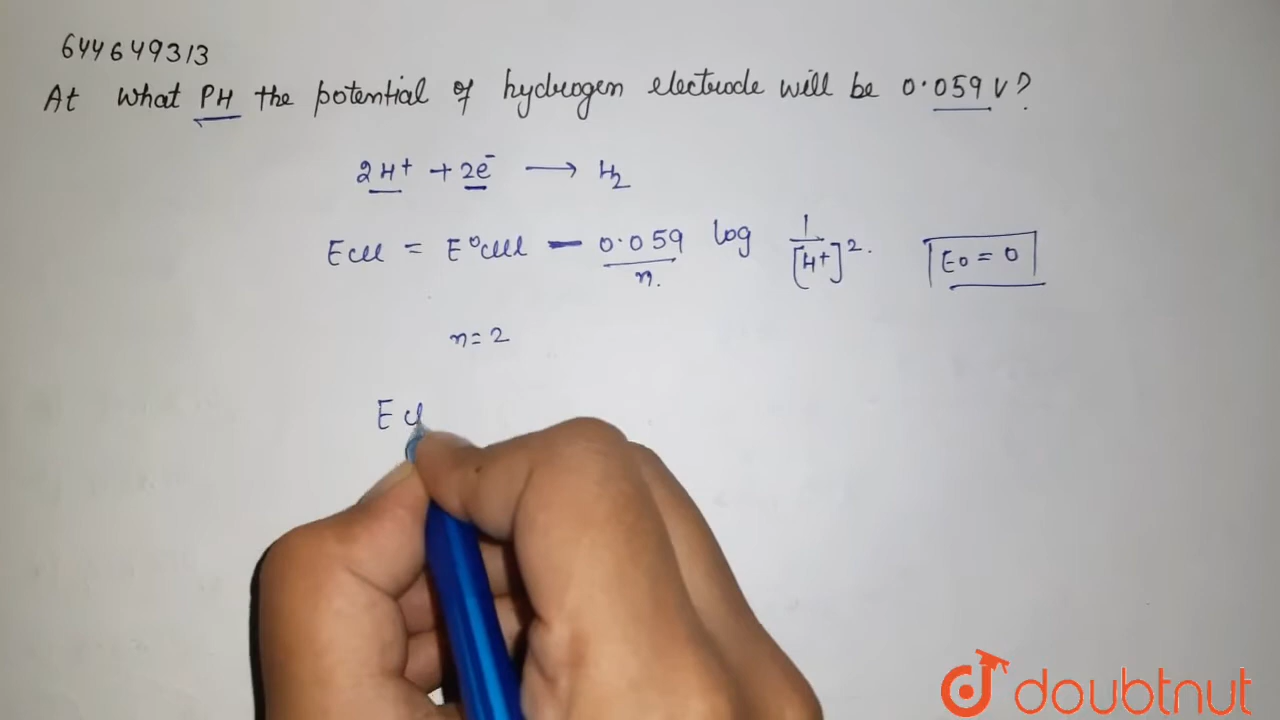 644649313
At what PH the potential of hydrogen electrode will be 0.059 V?
2H⁺ + 2e⁻ ⟶ H₂
Ecell = E⁰cell - 0.059/n. log 1/[H⁺]². E₀ = 0
n = 2
E c
doubtnut